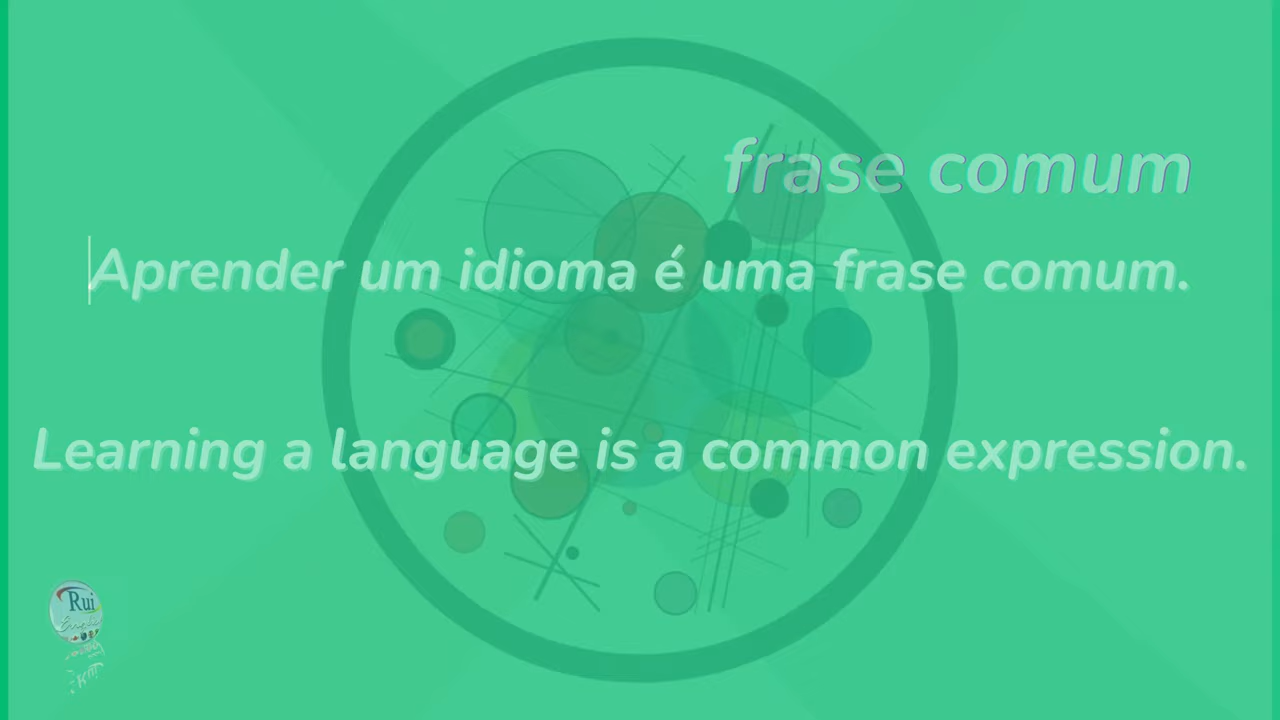 frase comum
Aprender um idioma é uma frase comum.
Learning a language is a common expression.
Rui